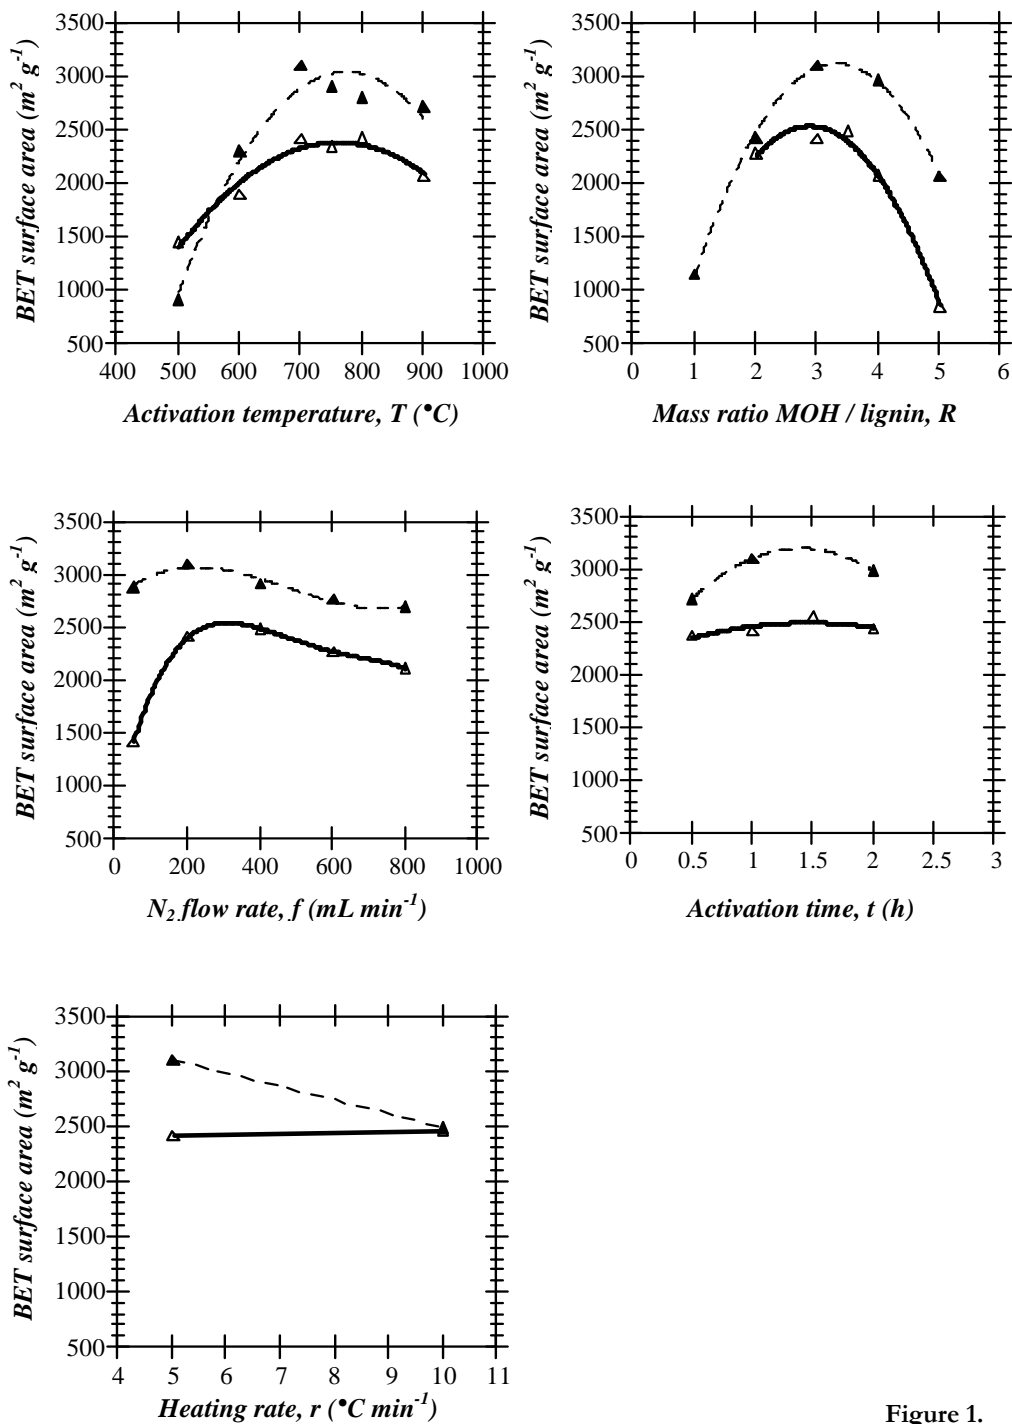 3500
3000
2500
2000
1500
1000
500
400 500 600 700 800 900 1000
BET surface area (m² g⁻¹)
Activation temperature, T (•C)
3500
3000
2500
2000
1500
1000
500
0 1 2 3 4 5 6
BET surface area (m² g⁻¹)
Mass ratio MOH / lignin, R
3500
3000
2500
2000
1500
1000
500
0 200 400 600 800 1000
BET surface area (m² g⁻¹)
N₂ flow rate, f (mL min⁻¹)
3500
3000
2500
2000
1500
1000
500
0 0.5 1 1.5 2 2.5 3
BET surface area (m² g⁻¹)
Activation time, t (h)
3500
3000
2500
2000
1500
1000
500
4 5 6 7 8 9 10 11
BET surface area (m² g⁻¹)
Heating rate, r (•C min⁻¹)
Figure 1.